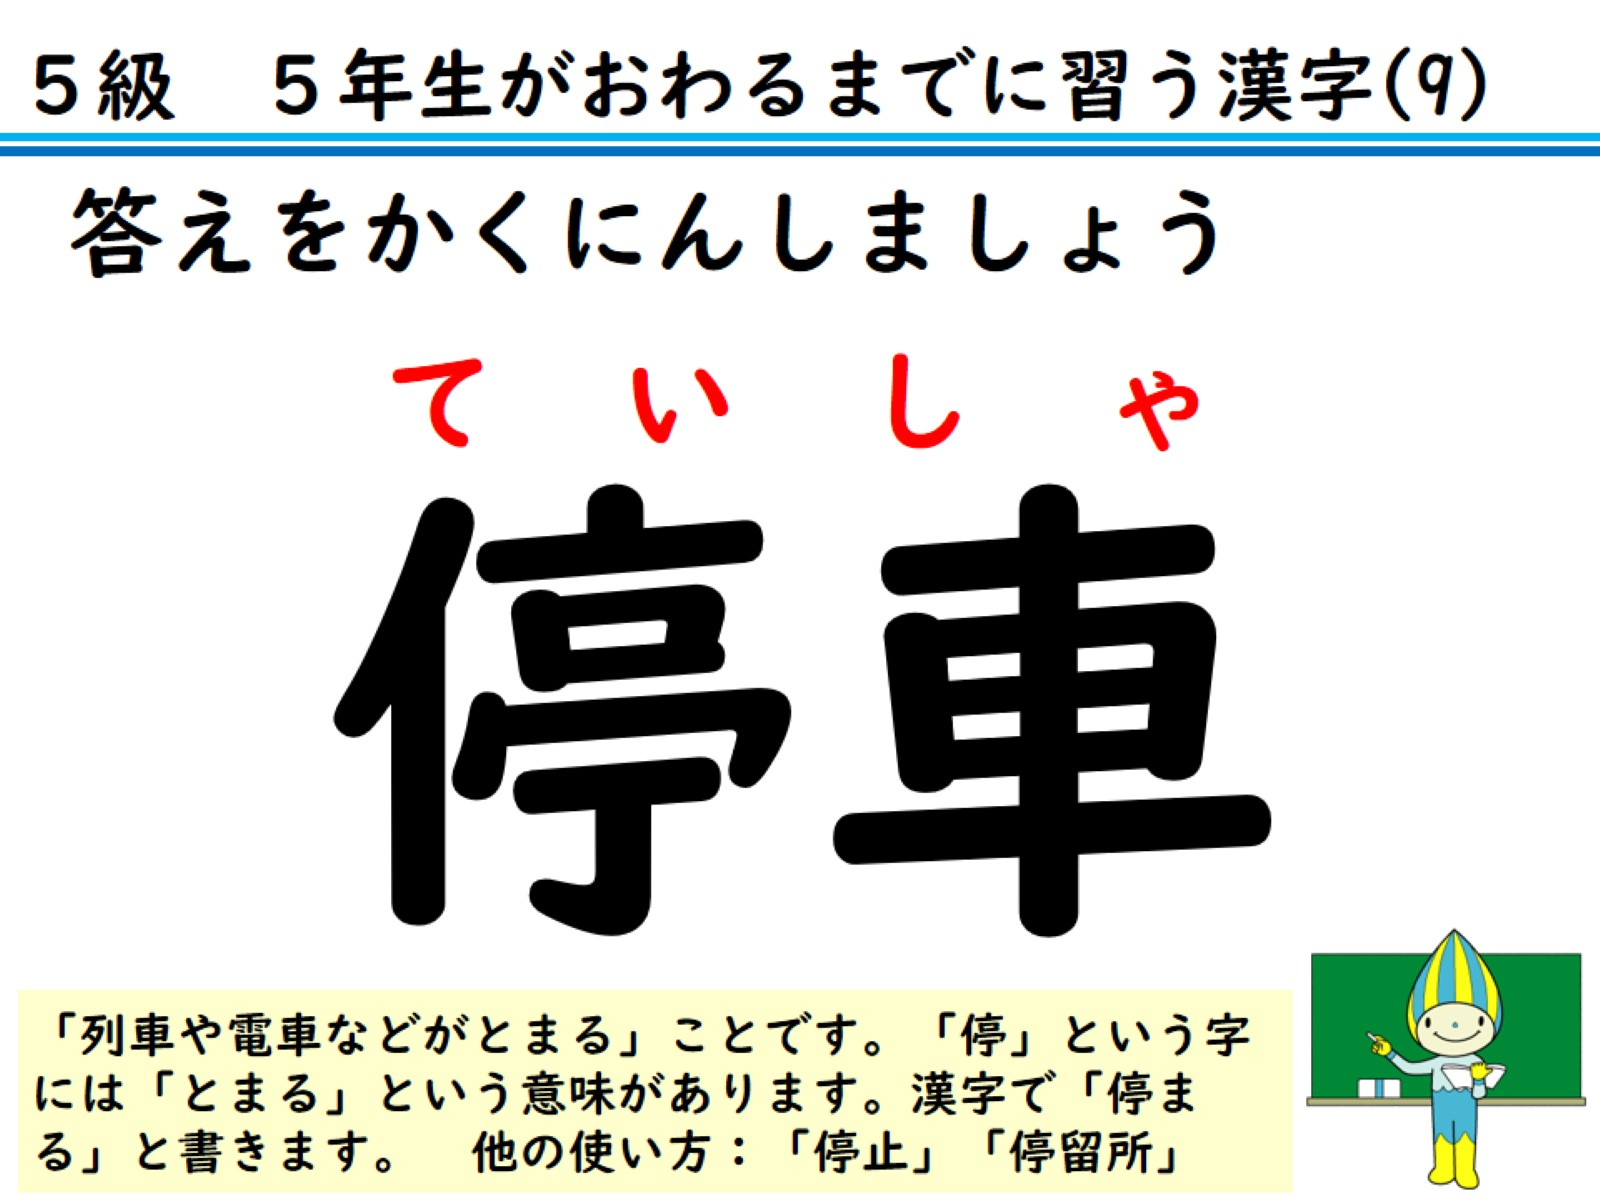 ５級　５年生がおわるまでに習う漢字(9)
答えをかくにんしましょう
ていしゃ
停車
「列車や電車などがとまる」ことです。「停」という字
には「とまる」という意味があります。漢字で「停ま
る」と書きます。　他の使い方：「停止」「停留所」